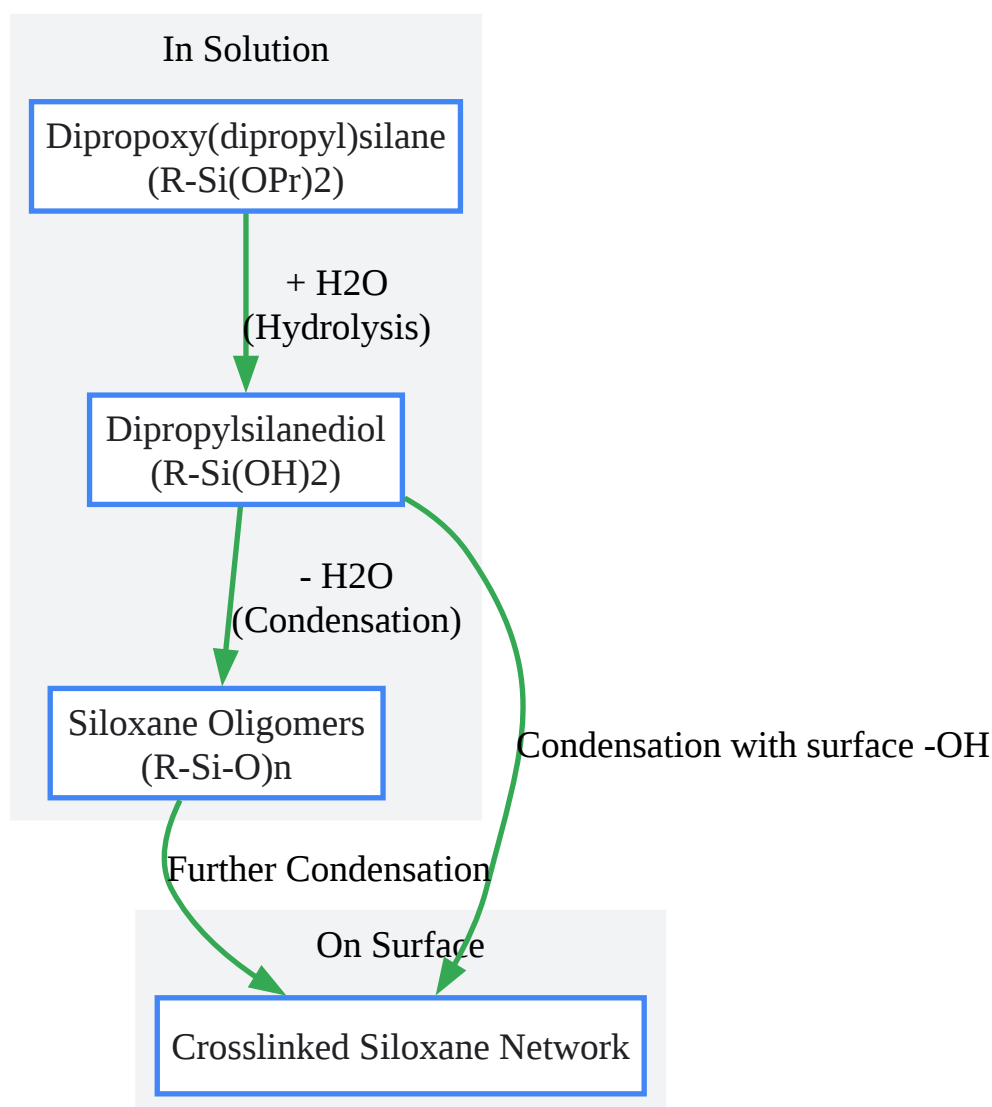 In Solution
Dipropoxy(dipropyl)silane
(R-Si(OPr)2)
+ H2O
(Hydrolysis)
Dipropylsilanediol
(R-Si(OH)2)
- H2O
(Condensation)
Siloxane Oligomers
(R-Si-O)n
Condensation with surface -OH
Further Condensation
On Surface
Crosslinked Siloxane Network